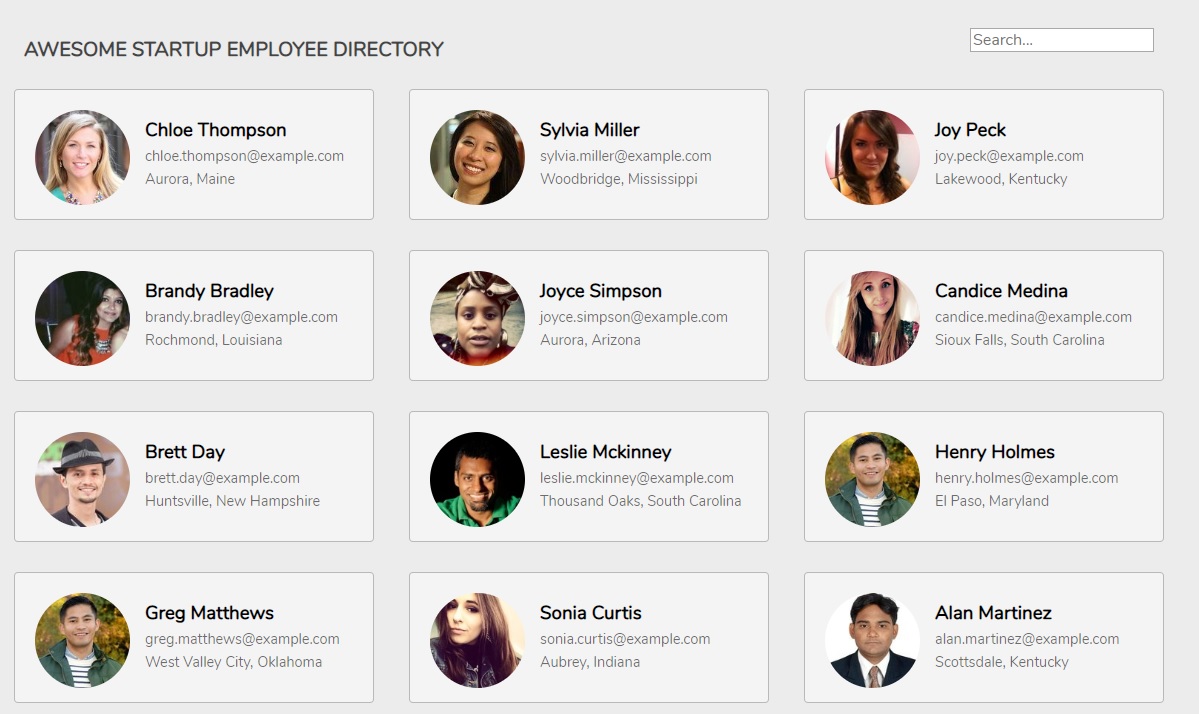 AWESOME STARTUP EMPLOYEE DIRECTORY
Search...
Chloe Thompson
chloe.thompson@example.com
Aurora, Maine
Sylvia Miller
sylvia.miller@example.com
Woodbridge, Mississippi
Joy Peck
joy.peck@example.com
Lakewood, Kentucky
Brandy Bradley
brandy.bradley@example.com
Rochmond, Louisiana
Joyce Simpson
joyce.simpson@example.com
Aurora, Arizona
Candice Medina
candice.medina@example.com
Sioux Falls, South Carolina
Brett Day
brett.day@example.com
Huntsville, New Hampshire
Leslie Mckinney
leslie.mckinney@example.com
Thousand Oaks, South Carolina
Henry Holmes
henry.holmes@example.com
El Paso, Maryland
Greg Matthews
greg.matthews@example.com
West Valley City, Oklahoma
Sonia Curtis
sonia.curtis@example.com
Aubrey, Indiana
Alan Martinez
alan.martinez@example.com
Scottsdale, Kentucky